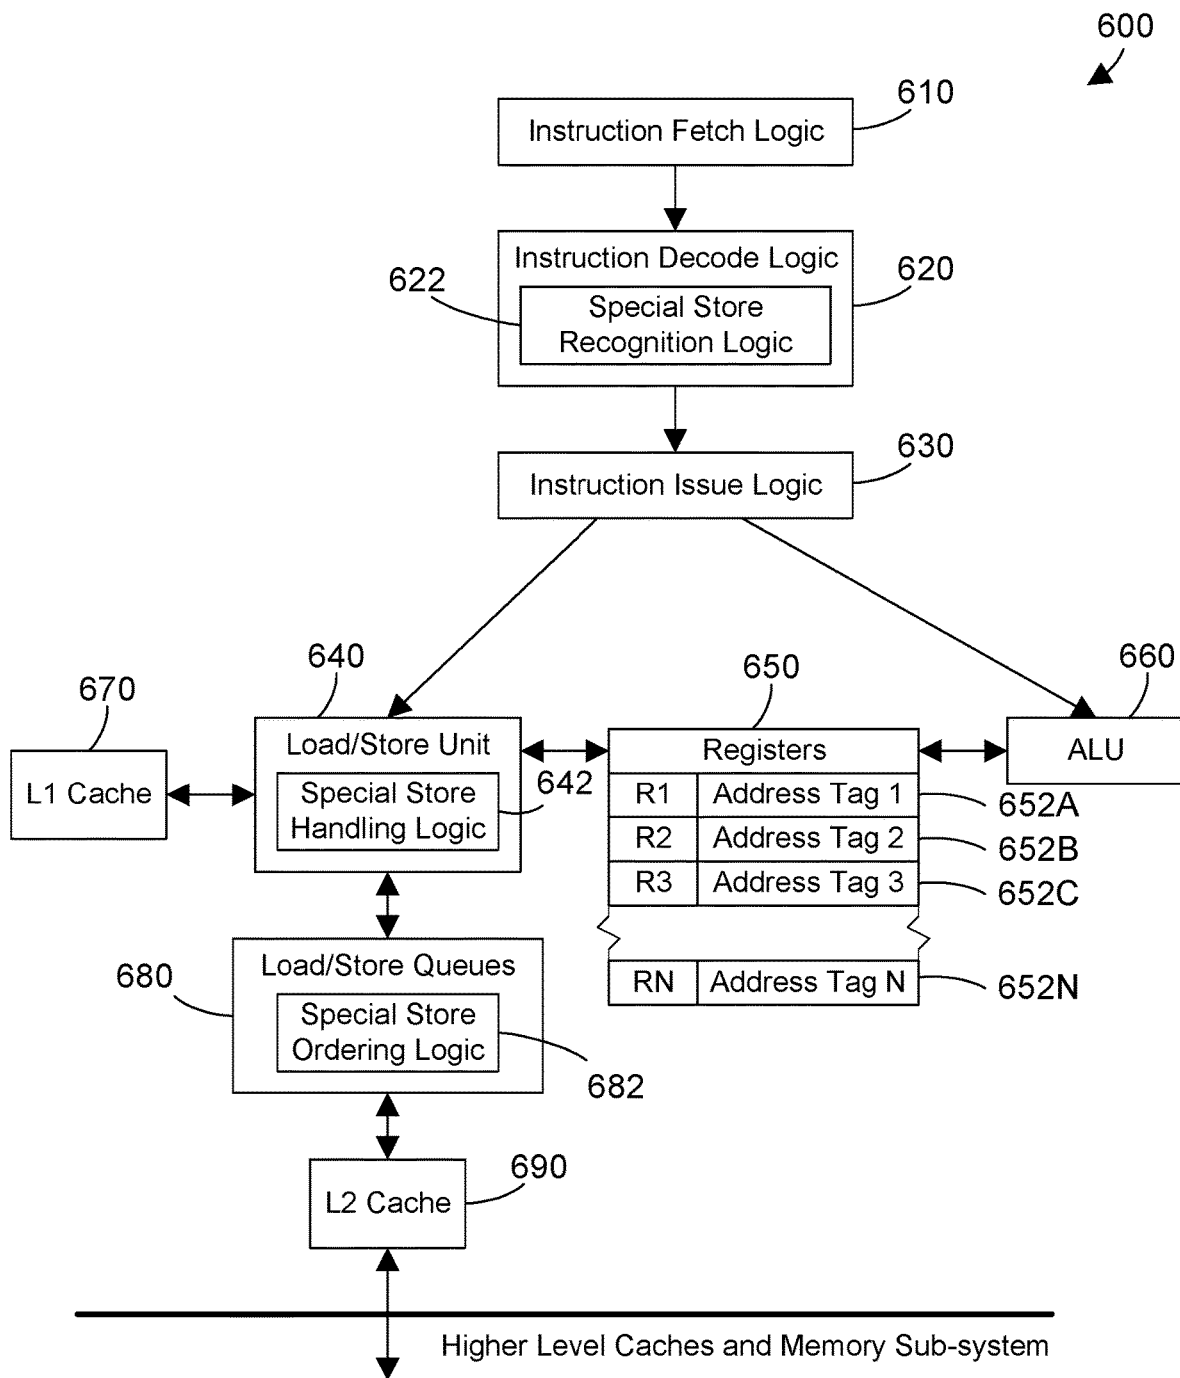 600
610
Instruction Fetch Logic
Instruction Decode Logic
620
622
Special Store
Recognition Logic
630
Instruction Issue Logic
640
650
660
670
Load/Store Unit
Registers
ALU
L1 Cache
Special Store
Handling Logic
642
R1 Address Tag 1
652A
R2 Address Tag 2
652B
R3 Address Tag 3
652C
680
Load/Store Queues
RN Address Tag N
652N
Special Store
Ordering Logic
682
690
L2 Cache
Higher Level Caches and Memory Sub-system